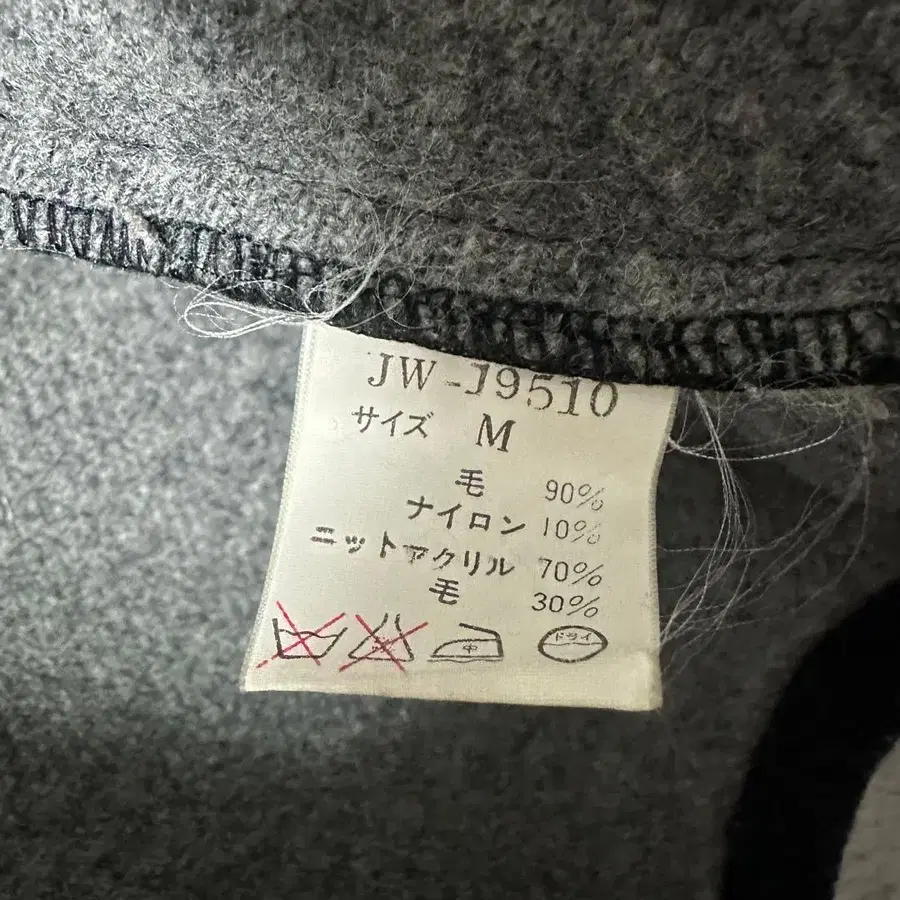 JW-J9510
サイズ M
毛 90%
ナイロン 10%
ニットアクリル 70%
毛 30%
中 ドライ